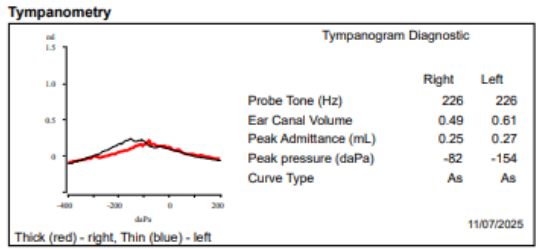 Tympanometry
Tympanogram Diagnostic
ml
1.5
1.0
0.5
0
-400 -200 0 200
daPa
Right Left
Probe Tone (Hz) 226 226
Ear Canal Volume 0.49 0.61
Peak Admittance (mL) 0.25 0.27
Peak pressure (daPa) -82 -154
Curve Type As As
11/07/2025
Thick (red) - right, Thin (blue) - left